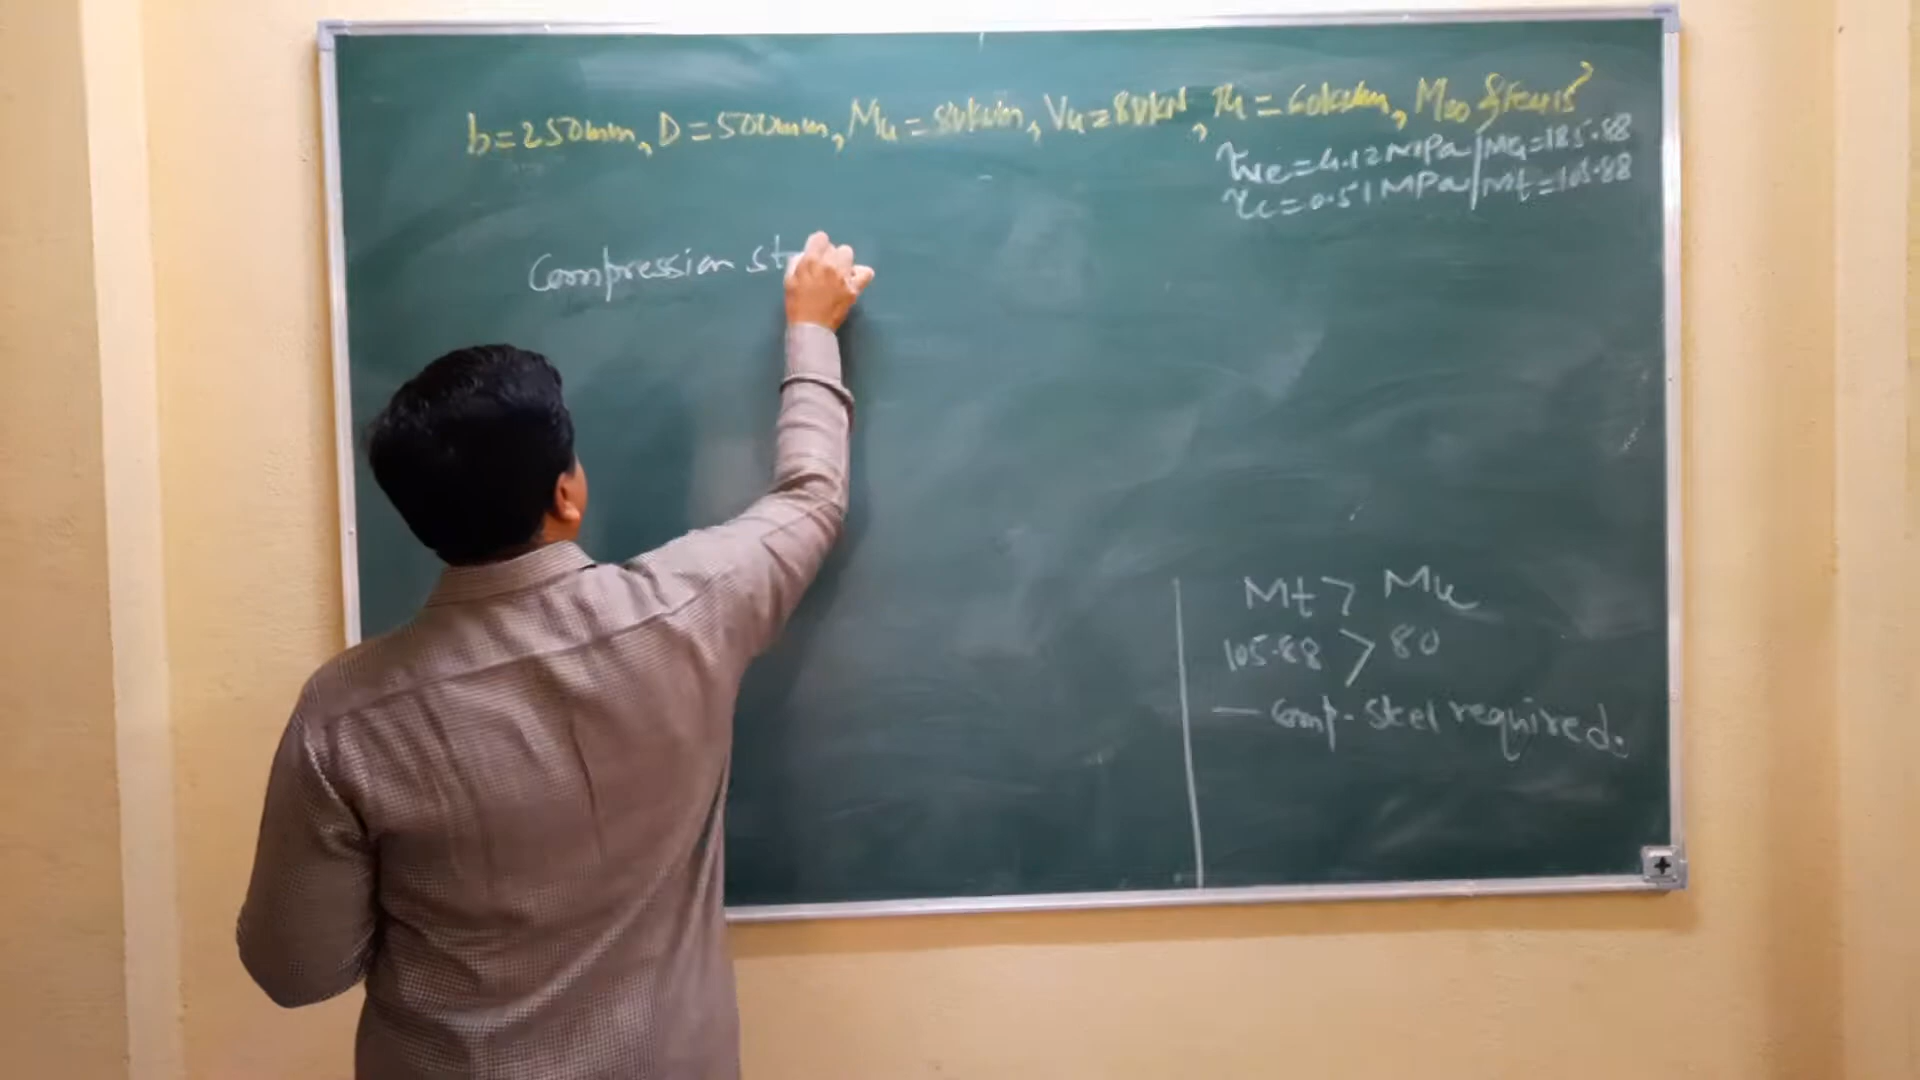 b=250mm, D=500mm, Mu=80kNm, Vu=80kN, Tu=60kNm, M20 & Fe415
τve=4.12MPa/Me=185.88
τc=0.51MPa/Mt=105.88
Compression st
Mt > Mu
105.88 > 80
— Comp. steel required.